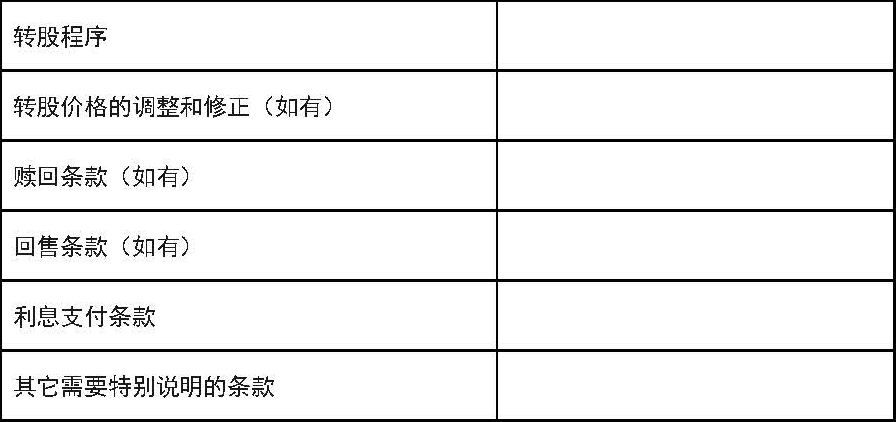 转股程序
转股价格的调整和修正（如有）
赎回条款（如有）
回售条款（如有）
利息支付条款
其它需要特别说明的条款